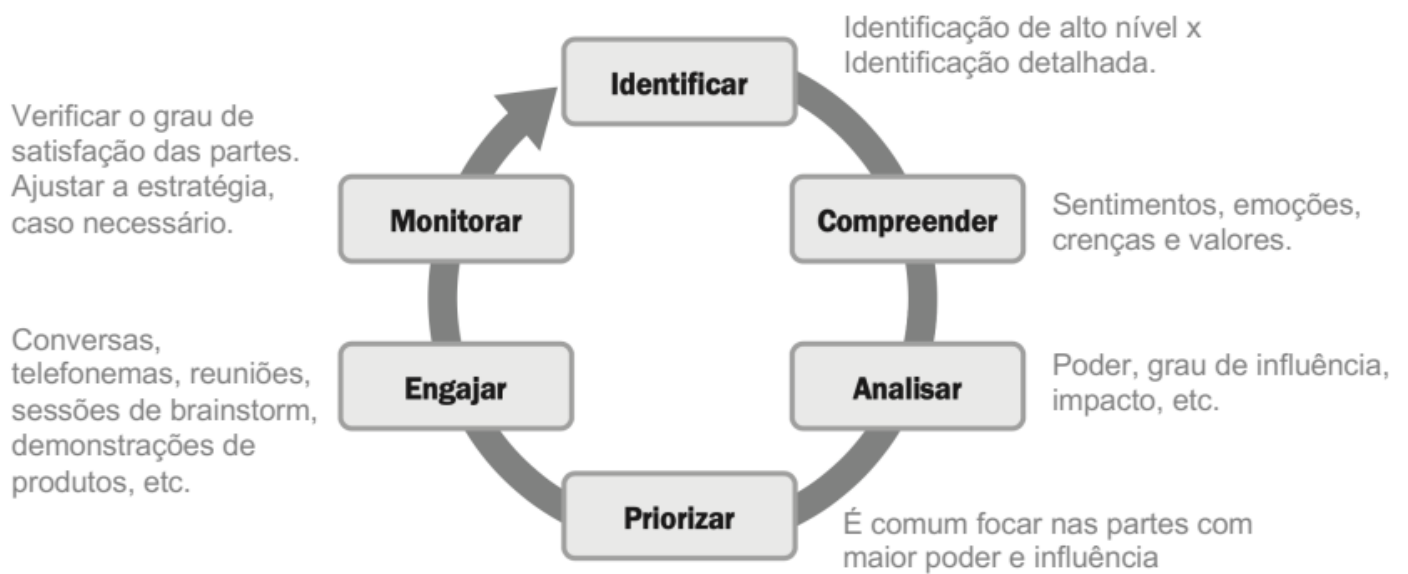 Identificar
Identificação de alto nível x
Identificação detalhada.
Compreender
Sentimentos, emoções,
crenças e valores.
Analisar
Poder, grau de influência,
impacto, etc.
Priorizar
É comum focar nas partes com
maior poder e influência
Engajar
Conversas,
telefonemas, reuniões,
sessões de brainstorm,
demonstrações de
produtos, etc.
Monitorar
Verificar o grau de
satisfação das partes.
Ajustar a estratégia,
caso necessário.